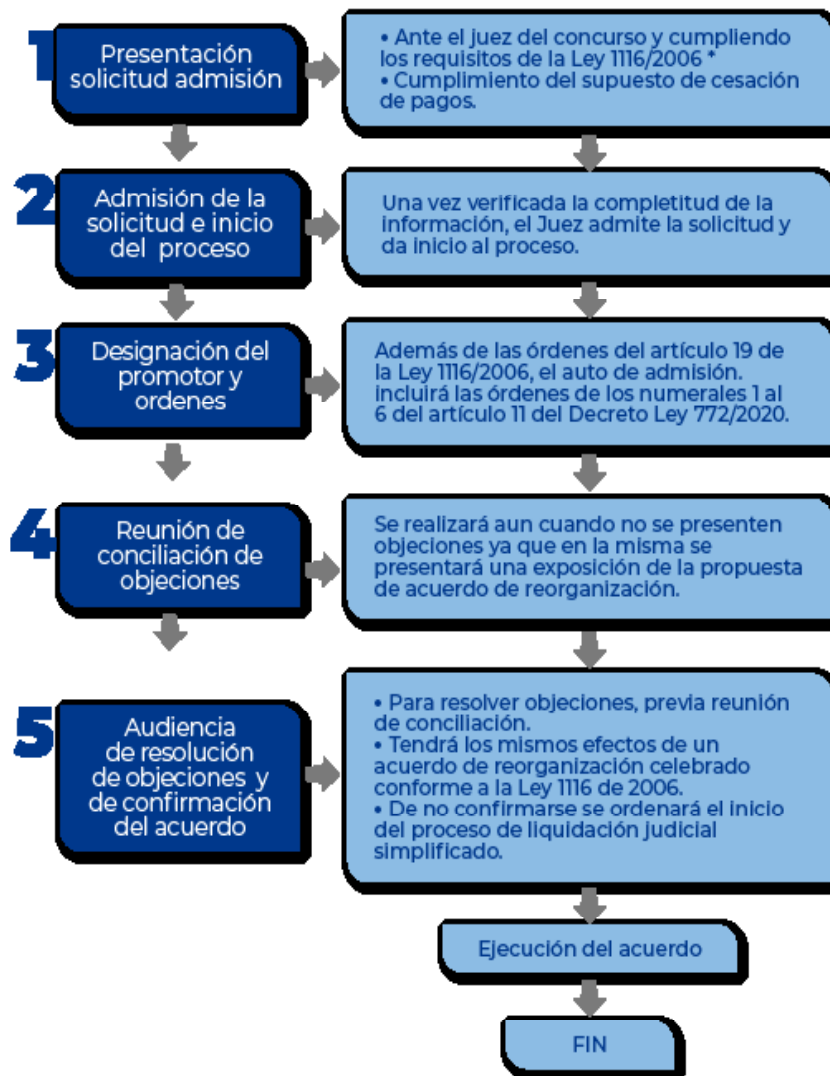 1
Presentación
solicitud admisión
• Ante el juez del concurso y cumpliendo
los requisitos de la Ley 1116/2006 *
• Cumplimiento del supuesto de cesación
de pagos.
2
Admisión de la
solicitud e inicio
del proceso
Una vez verificada la completitud de la
información, el Juez admite la solicitud y
da inicio al proceso.
3
Designación del
promotor y
ordenes
Además de las órdenes del artículo 19 de
la Ley 1116/2006, el auto de admisión.
incluirá las órdenes de los numerales 1 al
6 del artículo 11 del Decreto Ley 772/2020.
4
Reunión de
conciliación de
objeciones
Se realizará aun cuando no se presenten
objeciones ya que en la misma se
presentará una exposición de la propuesta
de acuerdo de reorganización.
5
Audiencia
de resolución
de objeciones y
de confirmación
del acuerdo
• Para resolver objeciones, previa reunión
de conciliación.
• Tendrá los mismos efectos de un
acuerdo de reorganización celebrado
conforme a la Ley 1116 de 2006.
• De no confirmarse se ordenará el inicio
del proceso de liquidación judicial
simplificado.
Ejecución del acuerdo
FIN